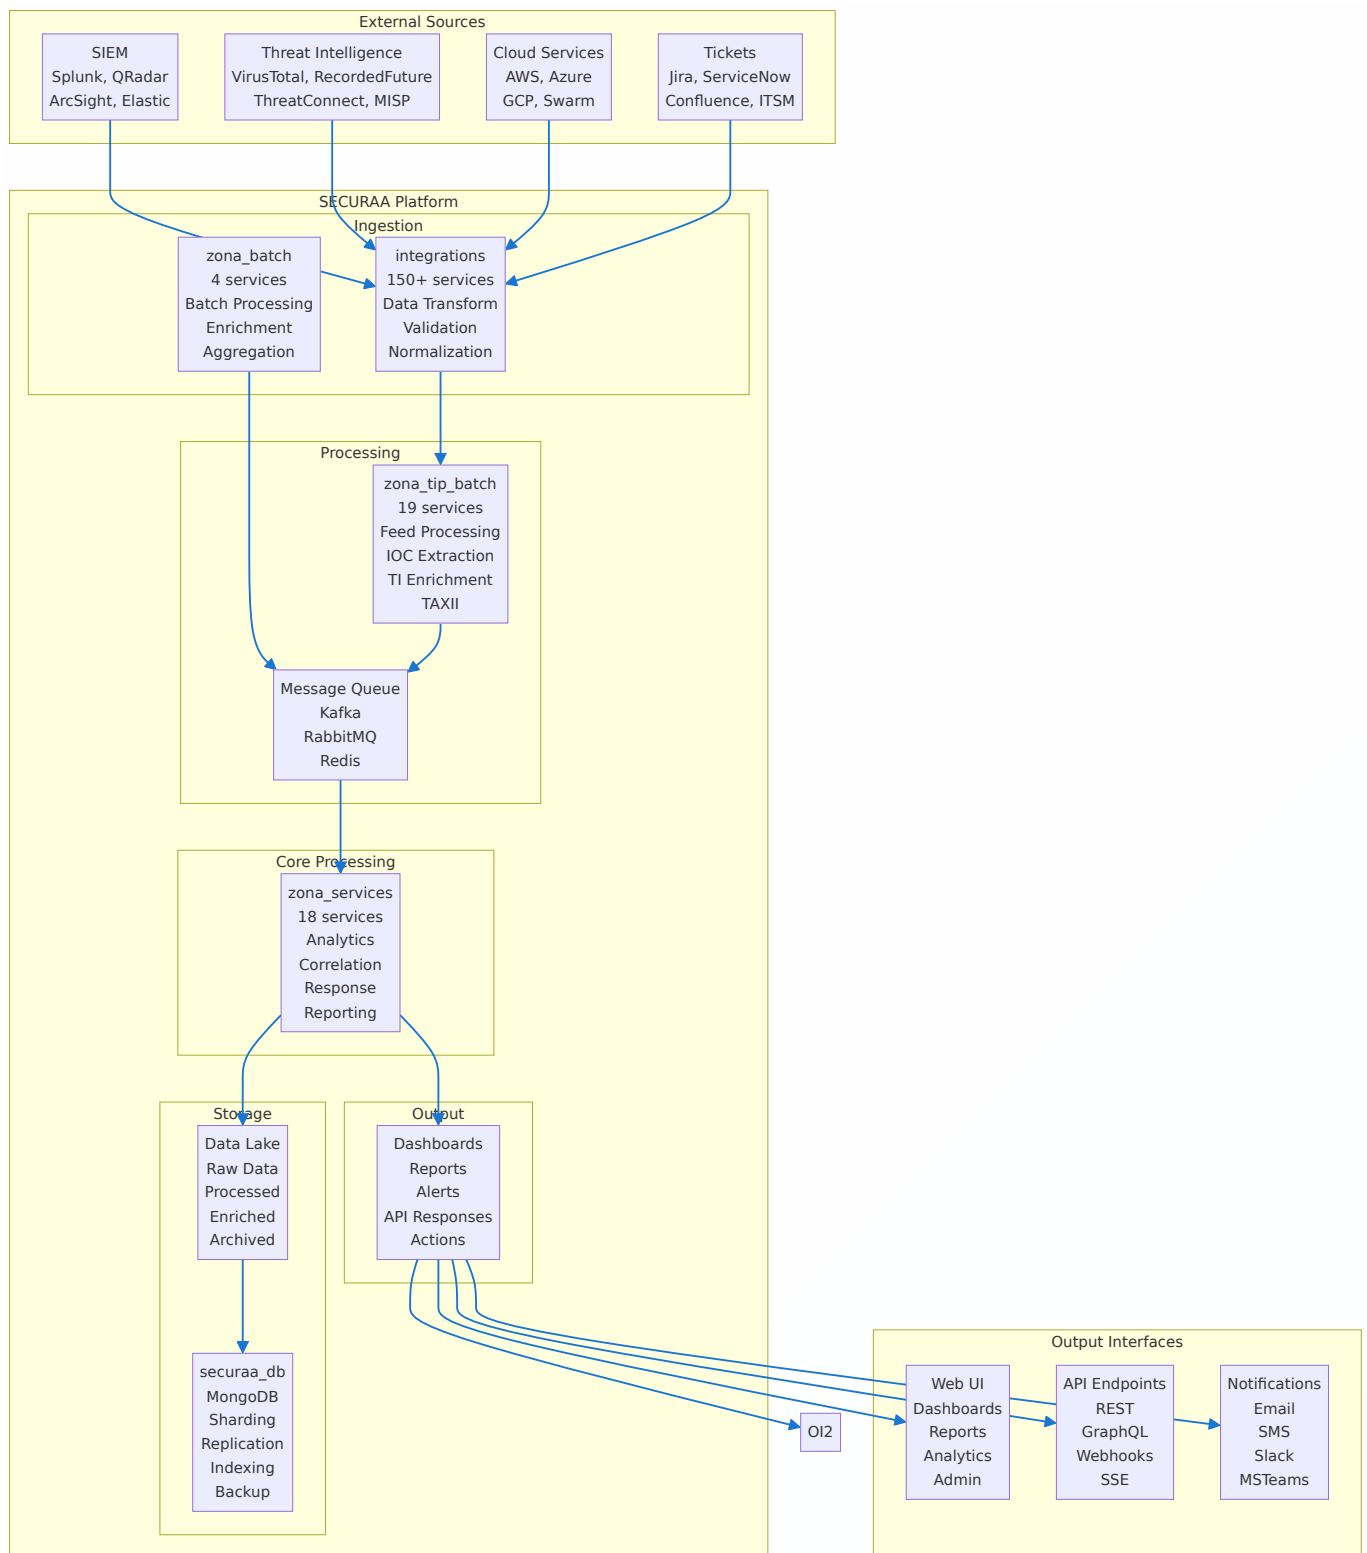 External Sources
SIEM
Splunk, QRadar
ArcSight, Elastic
Threat Intelligence
VirusTotal, RecordedFuture
ThreatConnect, MISP
Cloud Services
AWS, Azure
GCP, Swarm
Tickets
Jira, ServiceNow
Confluence, ITSM
SECURAA Platform
Ingestion
zona_batch
4 services
Batch Processing
Enrichment
Aggregation
integrations
150+ services
Data Transform
Validation
Normalization
Processing
zona_tip_batch
19 services
Feed Processing
IOC Extraction
TI Enrichment
TAXII
Message Queue
Kafka
RabbitMQ
Redis
Core Processing
zona_services
18 services
Analytics
Correlation
Response
Reporting
Storage
Data Lake
Raw Data
Processed
Enriched
Archived
securaa_db
MongoDB
Sharding
Replication
Indexing
Backup
Output
Dashboards
Reports
Alerts
API Responses
Actions
OI2
Output Interfaces
Web UI
Dashboards
Reports
Analytics
Admin
API Endpoints
REST
GraphQL
Webhooks
SSE
Notifications
Email
SMS
Slack
MSTeams